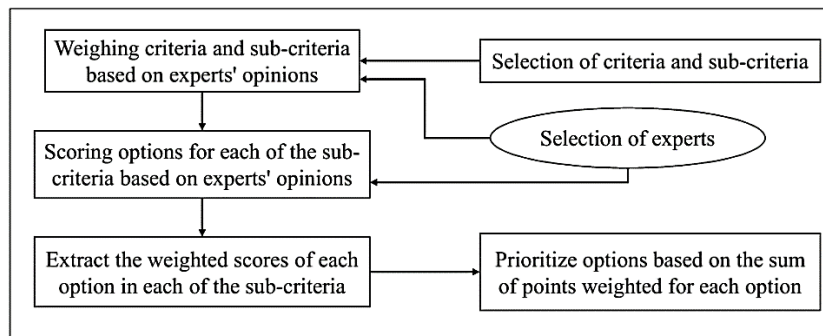 Weighing criteria and sub-criteria
based on experts' opinions
Selection of criteria and sub-criteria
Selection of experts
Scoring options for each of the sub-
criteria based on experts' opinions
Extract the weighted scores of each
option in each of the sub-criteria
Prioritize options based on the sum
of points weighted for each option